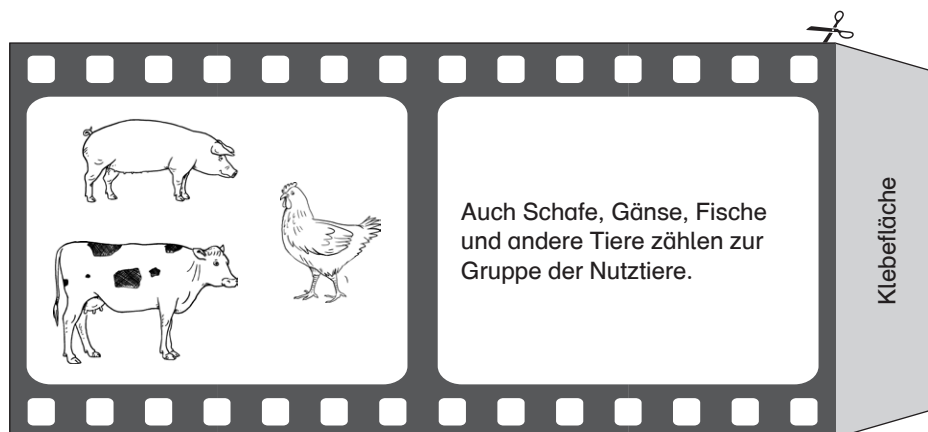 Auch Schafe, Gänse, Fische
und andere Tiere zählen zur
Gruppe der Nutztiere.
Klebefläche